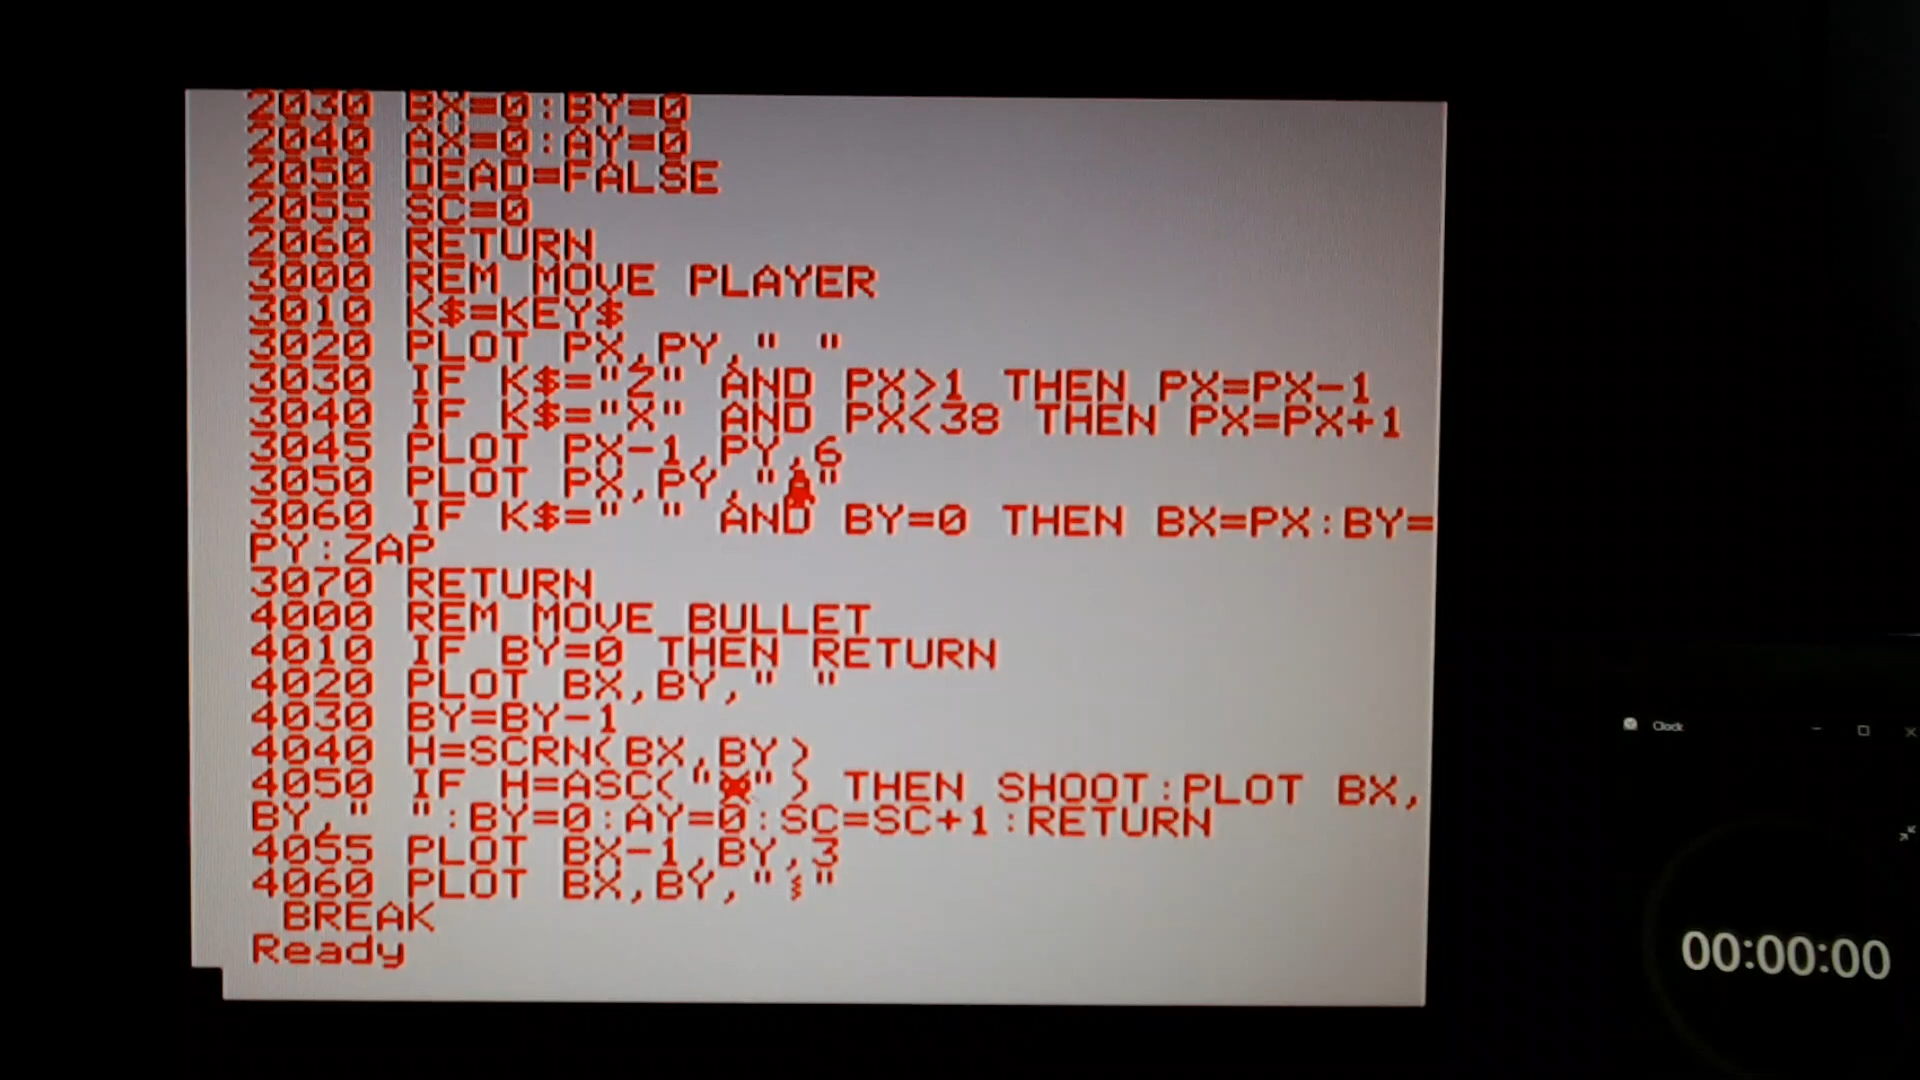 2030 BX=0:BY=0
2040 AX=0:AY=0
2050 DEAD=FALSE
2055 SC=0
2060 RETURN
3000 REM MOVE PLAYER
3010 K$=KEY$
3020 PLOT PX,PY," "
3030 IF K$="Z" AND PX>1 THEN PX=PX-1
3040 IF K$="X" AND PX<38 THEN PX=PX+1
3045 PLOT PX-1,PY,6
3050 PLOT PX,PY," "
3060 IF K$=" " AND BY=0 THEN BX=PX:BY=
PY:ZAP
3070 RETURN
4000 REM MOVE BULLET
4010 IF BY=0 THEN RETURN
4020 PLOT BX,BY," "
4030 BY=BY-1
4040 H=SCRN(BX,BY)
4050 IF H=ASC(" ") THEN SHOOT:PLOT BX,
BY," ":BY=0:AY=0:SC=SC+1:RETURN
4055 PLOT BX-1,BY,3
4060 PLOT BX,BY," "
BREAK
Ready
Clock
00:00:00